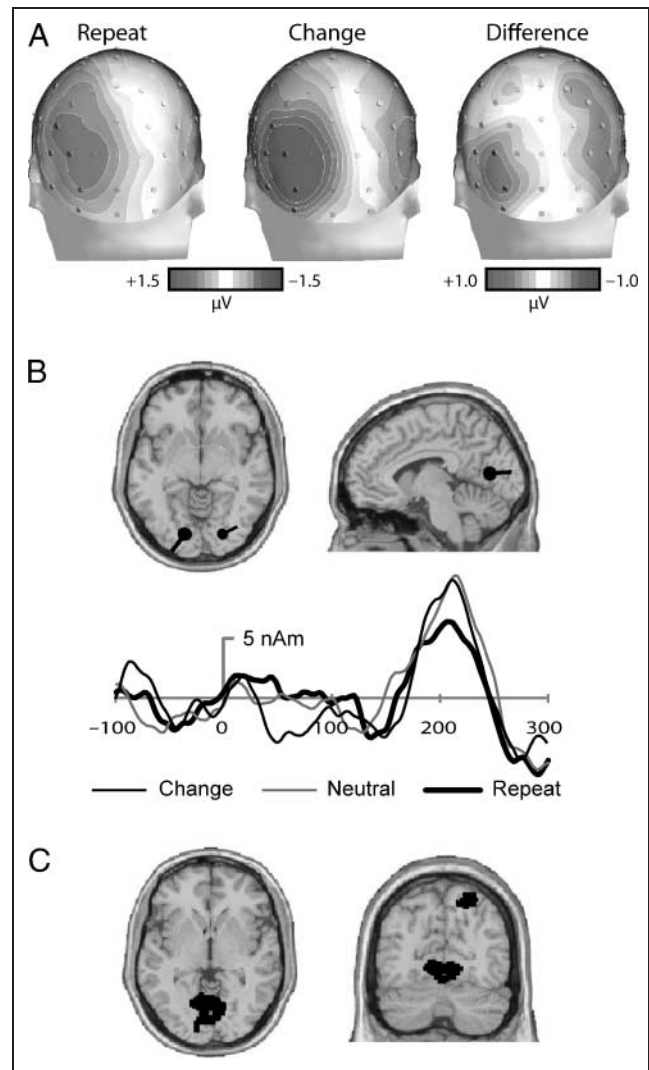 A
Repeat Change Difference
+1.5 −1.5 +1.0 −1.0
µV µV
B
5 nAm
−100 0 100 200 300
Change Neutral Repeat
C